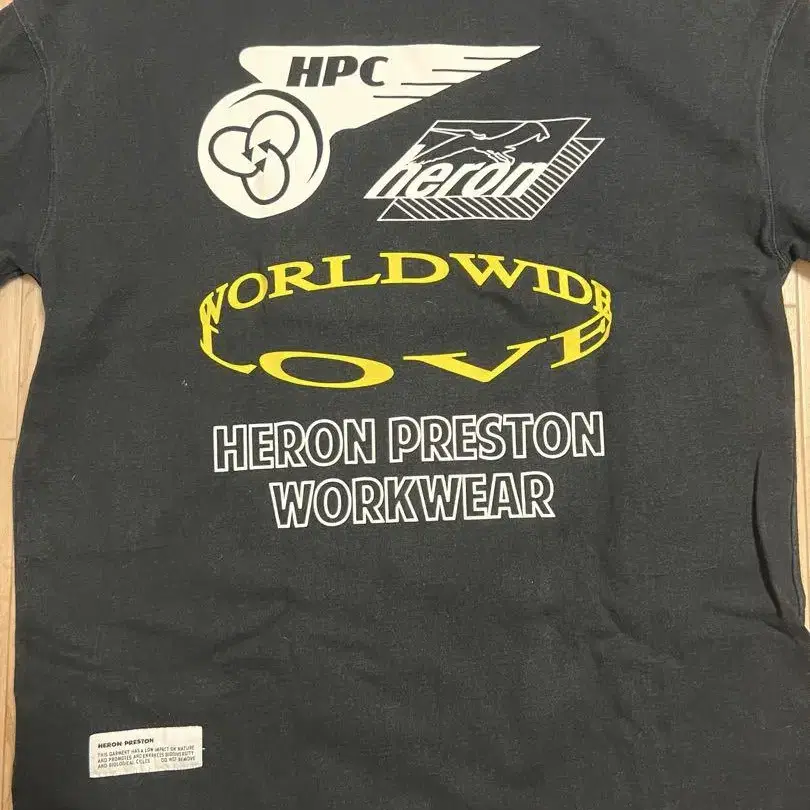 HPC
heron
WORLDWIDE
LOVE
HERON PRESTON
WORKWEAR
HERON PRESTON
THIS GARMENT HAS A LOW IMPACT ON NATURE
AND PROMOTES AND EMBRACES BIODIVERSITY
AND BIOLOGICAL CYCLES DO NOT REMOVE